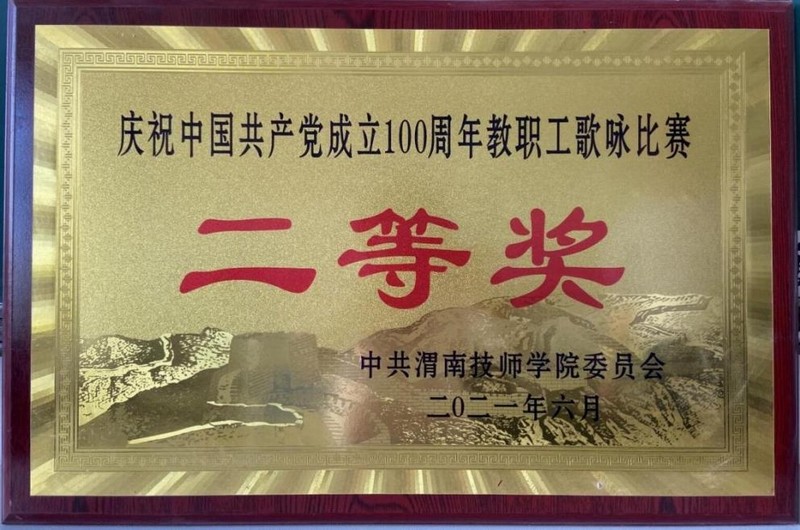 庆祝中国共产党成立100周年教职工歌咏比赛
二等奖
中共渭南技师学院委员会
二〇二一年六月